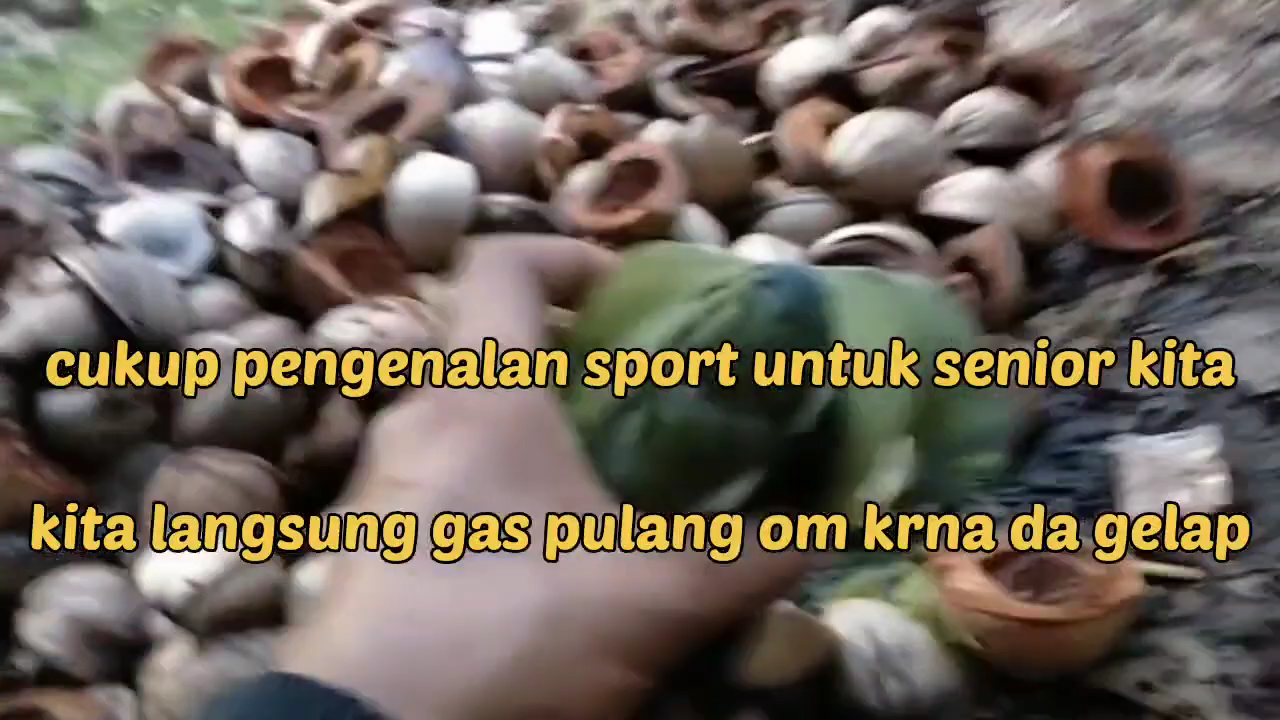 cukup pengenalan sport untuk senior kita
kita langsung gas pulang om krna da gelap